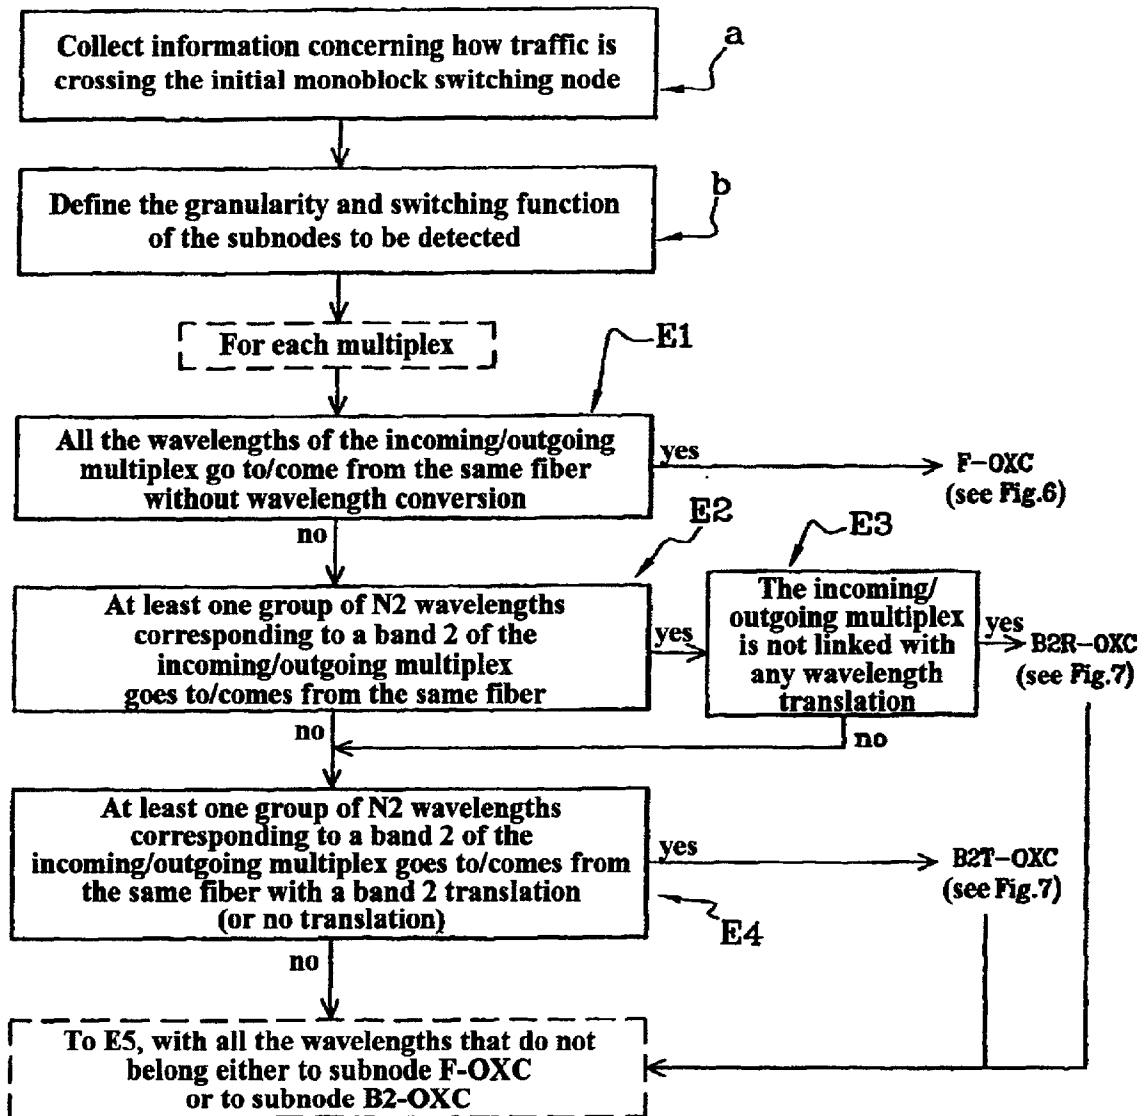 Collect information concerning how traffic is
crossing the initial monoblock switching node
a
Define the granularity and switching function
of the subnodes to be detected
b
For each multiplex
E1
All the wavelengths of the incoming/outgoing
multiplex go to/come from the same fiber
without wavelength conversion
yes
F-OXC
(see Fig.6)
no
E2
E3
At least one group of N2 wavelengths
corresponding to a band 2 of the
incoming/outgoing multiplex
goes to/comes from the same fiber
yes
The incoming/
outgoing multiplex
is not linked with
any wavelength
translation
yes
B2R-OXC
(see Fig.7)
no
no
At least one group of N2 wavelengths
corresponding to a band 2 of the
incoming/outgoing multiplex goes to/comes from
the same fiber with a band 2 translation
(or no translation)
yes
B2T-OXC
(see Fig.7)
E4
no
To E5, with all the wavelengths that do not
belong either to subnode F-OXC
or to subnode B2-OXC